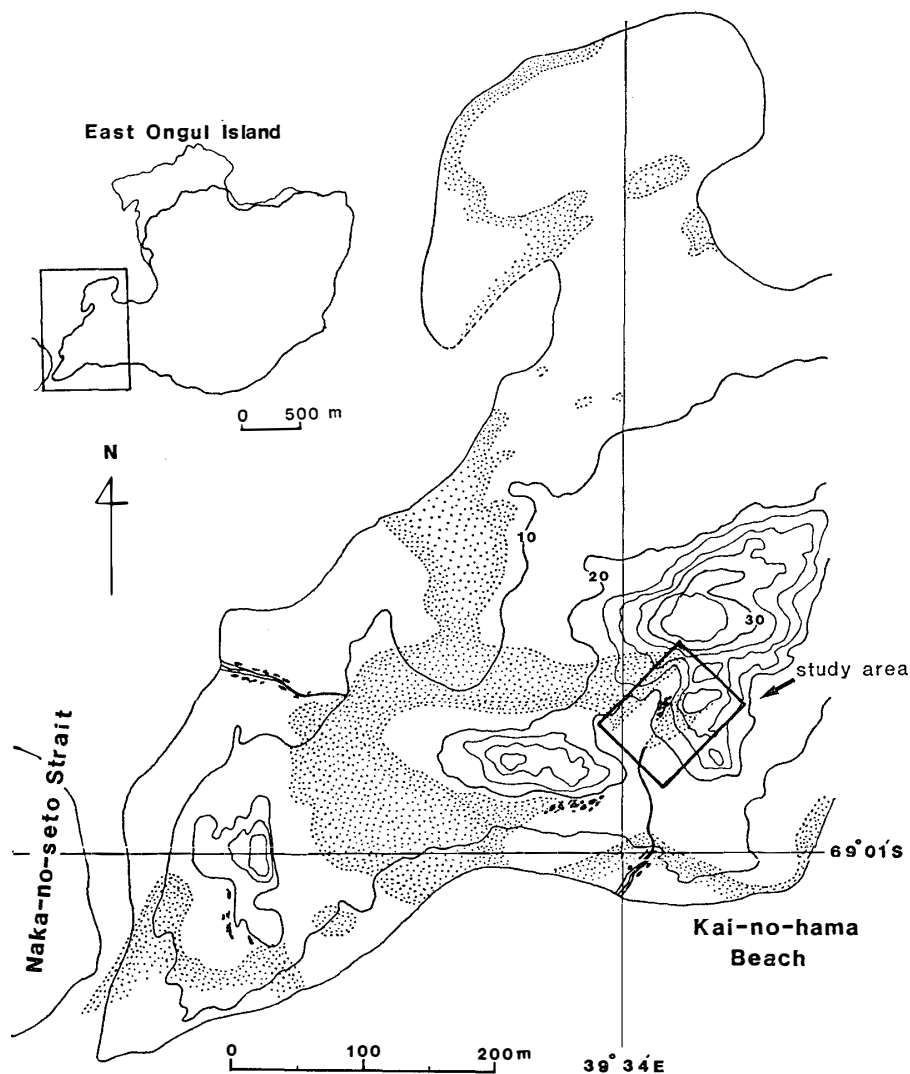 East Ongul Island
0 500 m
N
10
20
30
study area
Naka-no-seto Strait
69°01′S
Kai-no-hama
Beach
0 100 200m
39°34′E